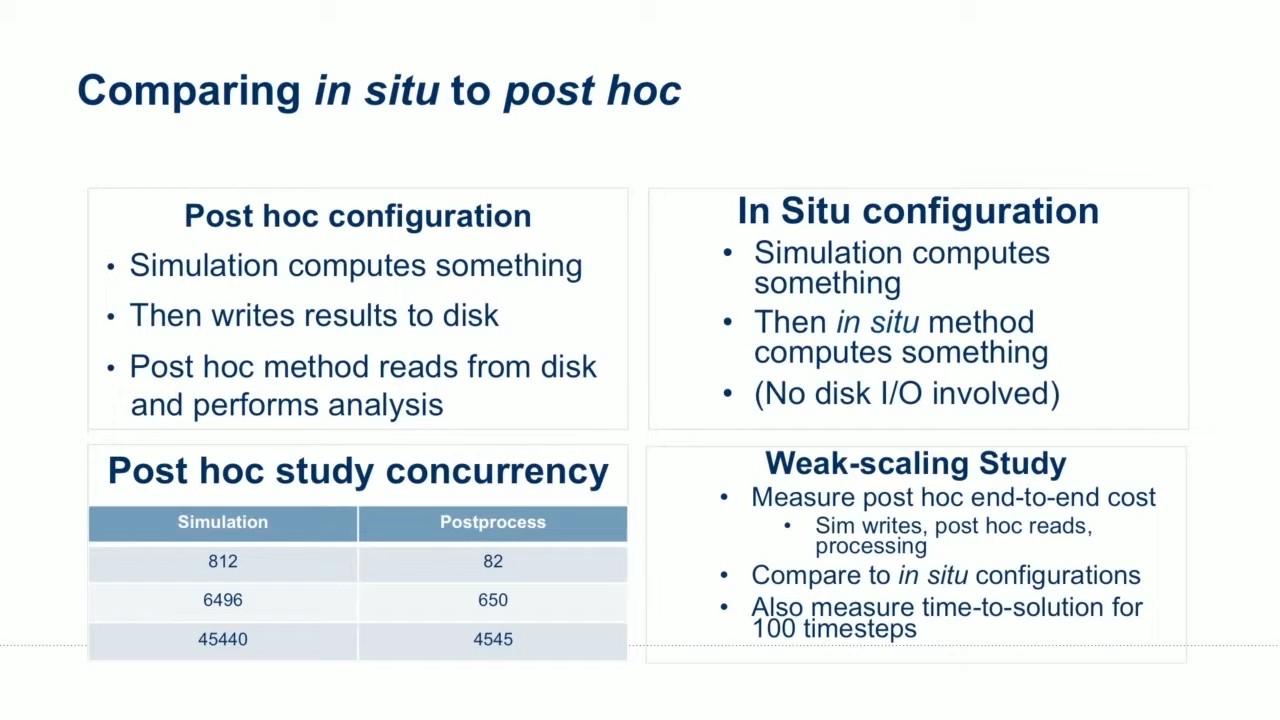 Comparing in situ to post hoc
Post hoc configuration
• Simulation computes something
• Then writes results to disk
• Post hoc method reads from disk
and performs analysis
In Situ configuration
• Simulation computes
something
• Then in situ method
computes something
• (No disk I/O involved)
Post hoc study concurrency
Simulation Postprocess
812 82
6496 650
45440 4545
Weak-scaling Study
• Measure post hoc end-to-end cost
• Sim writes, post hoc reads,
processing
• Compare to in situ configurations
• Also measure time-to-solution for
100 timesteps